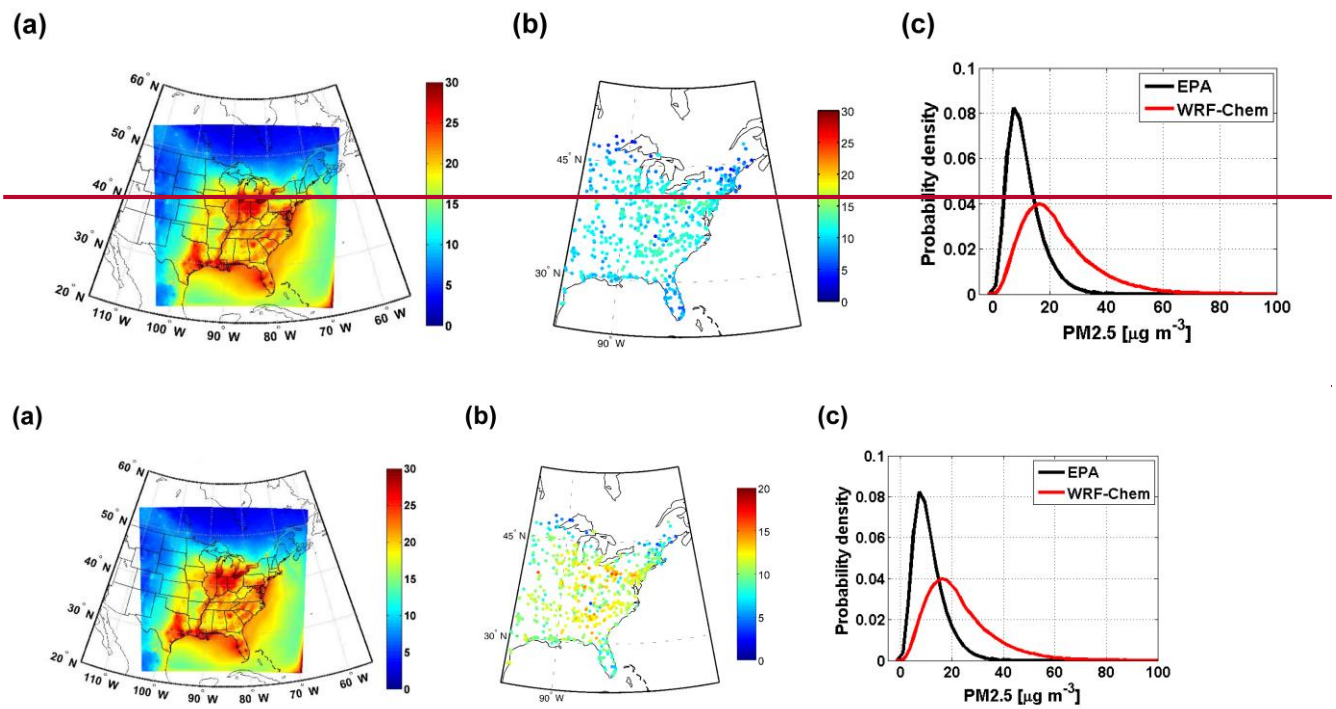 (a)
(b)
(c)
60° N
50° N
40° N
30° N
20° N
110° W
100° W
90° W
80° W
70° W
60° W
30
25
20
15
10
5
0
45° N
30° N
90° W
30
25
20
15
10
5
0
0.1
0.08
0.06
0.04
0.02
0
0
20
40
60
80
100
Probability density
PM2.5 [µg m-3]
EPA
WRF-Chem
(a)
(b)
(c)
60° N
50° N
40° N
30° N
20° N
110° W
100° W
90° W
80° W
70° W
60° W
30
25
20
15
10
5
0
45° N
30° N
90° W
20
15
10
5
0
0.1
0.08
0.06
0.04
0.02
0
0
20
40
60
80
100
Probability density
PM2.5 [µg m-3]
EPA
WRF-Chem